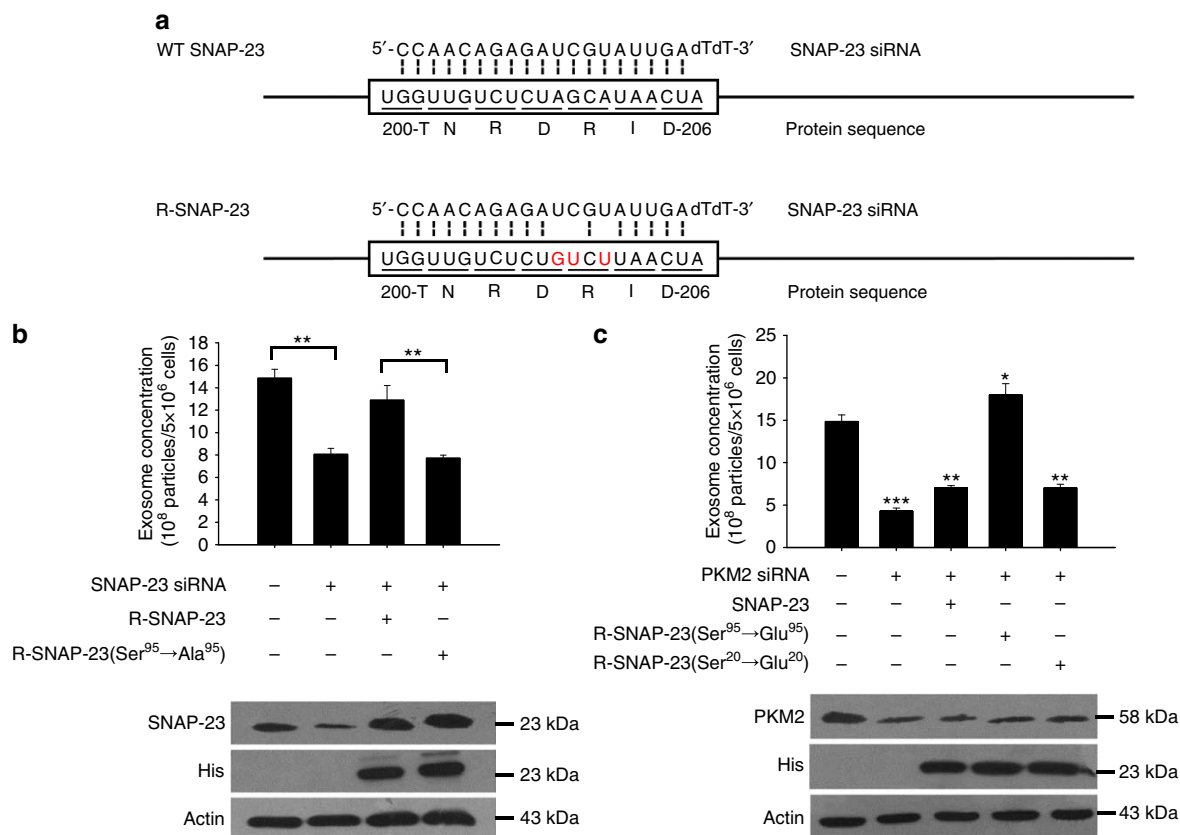 a
WT SNAP-23
5′-CCAACAGAGAUCGUAUUGAdTdT-3′
SNAP-23 siRNA
UGGUUGUCUCUAGCAUAACUA
200-T N R D R I D-206
Protein sequence
R-SNAP-23
5′-CCAACAGAGAUCGUAUUGAdTdT-3′
SNAP-23 siRNA
UGGUUGUCUCUGUCUUAACUA
200-T N R D R I D-206
Protein sequence
b
Exosome concentration
(10⁸ particles/5×10⁶ cells)
18
16
14
12
10
8
6
4
2
0
**
**
SNAP-23 siRNA – + + +
R-SNAP-23 – – + –
R-SNAP-23(Ser⁹⁵→Ala⁹⁵) – – – +
SNAP-23
23 kDa
His
23 kDa
Actin
43 kDa
c
Exosome concentration
(10⁸ particles/5×10⁶ cells)
25
20
15
10
5
0
***
**
*
**
PKM2 siRNA – + + + +
SNAP-23 – – + – –
R-SNAP-23(Ser⁹⁵→Glu⁹⁵) – – – + –
R-SNAP-23(Ser²⁰→Glu²⁰) – – – – +
PKM2
58 kDa
His
23 kDa
Actin
43 kDa